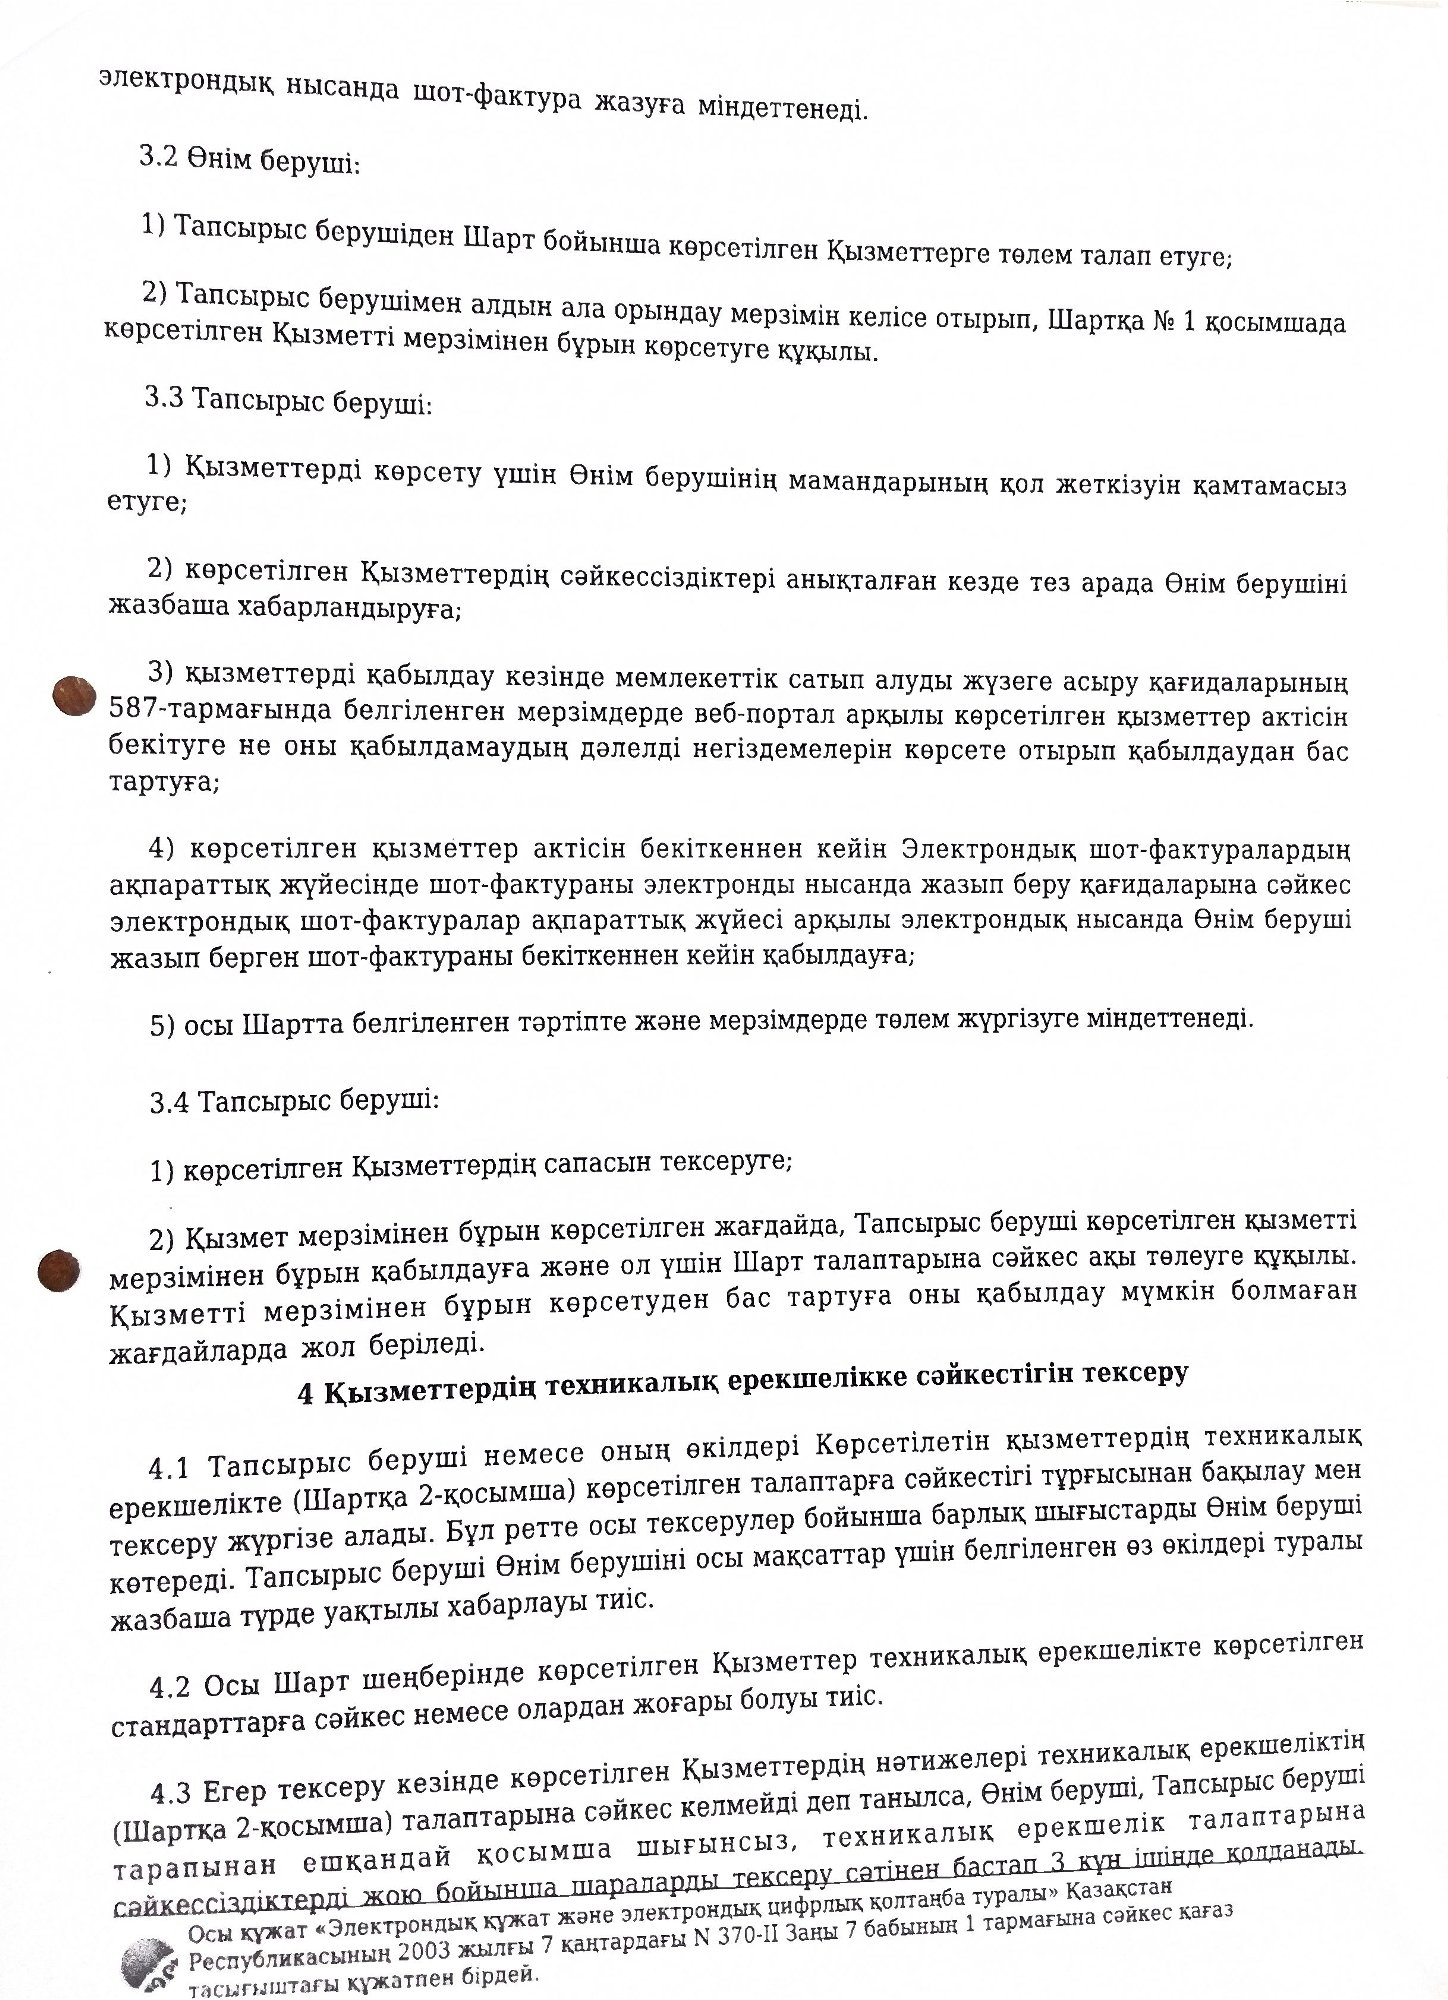 электрондық нысанда шот-фактура жазуға міндеттенеді.
3.2 Өнім беруші:
1) Тапсырыс берушіден Шарт бойынша көрсетілген Қызметтерге төлем талап етуге;
2) Тапсырыс берушімен алдын ала орындау мерзімін келісе отырып, Шартқа № 1 қосымшада
көрсетілген Қызметті мерзімінен бұрын көрсетуге құқылы.
3.3 Тапсырыс беруші:
1) Қызметтерді көрсету үшін Өнім берушінің мамандарының қол жеткізуін қамтамасыз
етуге;
2) көрсетілген Қызметтердің сәйкессіздіктері анықталған кезде тез арада Өнім берушіні
жазбаша хабарландыруға;
3) қызметтерді қабылдау кезінде мемлекеттік сатып алуды жүзеге асыру қағидаларының
587-тармағында белгіленген мерзімдерде веб-портал арқылы көрсетілген қызметтер актісін
бекітуге не оны қабылдамаудың дәлелді негіздемелерін көрсете отырып қабылдаудан бас
тартуға;
4) көрсетілген қызметтер актісін бекіткеннен кейін Электрондық шот-фактуралардың
ақпараттық жүйесінде шот-фактураны электронды нысанда жазып беру қағидаларына сәйкес
электрондық шот-фактуралар ақпараттық жүйесі арқылы электрондық нысанда Өнім беруші
жазып берген шот-фактураны бекіткеннен кейін қабылдауға;
5) осы Шартта белгіленген тәртіпте және мерзімдерде төлем жүргізуге міндеттенеді.
3.4 Тапсырыс беруші:
1) көрсетілген Қызметтердің сапасын тексеруге;
2) Қызмет мерзімінен бұрын көрсетілген жағдайда, Тапсырыс беруші көрсетілген қызметті
мерзімінен бұрын қабылдауға және ол үшін Шарт талаптарына сәйкес ақы төлеуге құқылы.
Қызметті мерзімінен бұрын көрсетуден бас тартуға оны қабылдау мүмкін болмаған
жағдайларда жол беріледі.
4 Қызметтердің техникалық ерекшелікке сәйкестігін тексеру
4.1 Тапсырыс беруші немесе оның өкілдері Көрсетілетін қызметтердің техникалық
ерекшелікте (Шартқа 2-қосымша) көрсетілген талаптарға сәйкестігі тұрғысынан бақылау мен
тексеру жүргізе алады. Бұл ретте осы тексерулер бойынша барлық шығыстарды Өнім беруші
көтереді. Тапсырыс беруші Өнім берушіні осы мақсаттар үшін белгіленген өз өкілдері туралы
жазбаша түрде уақтылы хабарлауы тиіс.
4.2 Осы Шарт шеңберінде көрсетілген Қызметтер техникалық ерекшелікте көрсетілген
стандарттарға сәйкес немесе олардан жоғары болуы тиіс.
4.3 Егер тексеру кезінде көрсетілген Қызметтердің нәтижелері техникалық ерекшеліктің
(Шартқа 2-қосымша) талаптарына сәйкес келмейді деп танылса, Өнім беруші, Тапсырыс беруші
тарапынан ешқандай қосымша шығынсыз, техникалық ерекшелік талаптарына
сәйкессіздіктерді жою бойынша шараларды тексеру сәтінен бастап 3 күн ішінде қолданады.
Осы құжат «Электрондық құжат және электрондық цифрлық қолтаңба туралы» Қазақстан
Республикасының 2003 жылғы 7 қаңтардағы N 370-II Заңы 7 бабының 1 тармағына сәйкес қағаз
тасығыштағы құжатпен бірдей.